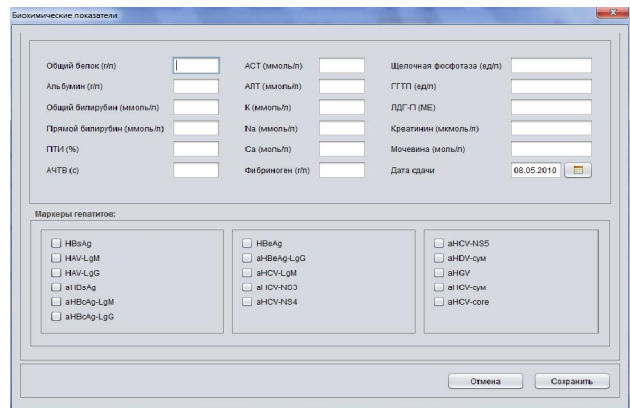 Биохимические показатели
Общий белок (г/л) АСТ (ммоль/л) Щелочная фосфотаза (ед/л)
Альбумин (г/л) АЛТ (ммоль/л) ГГТП (ед/л)
Общий билирубин (ммоль/л) K (ммоль/л) ЛДГ-П (МЕ)
Прямой билирубин (ммоль/л) Na (ммоль/л) Креатинин (мкмоль/л)
ПТИ (%) Ca (моль/л) Мочевина (моль/л)
АЧТВ (с) Фибриноген (г/л) Дата сдачи 08.05.2010
Маркеры гепатитов:
HBsAg
HAV-LgM
HAV-LgG
aHBsAg
aHBcAg-LgM
aHBcAg-LgG
HBeAg
aHBeAg-LgG
aHCV-LgM
aHCV-NS3
aHCV-NS4
aHCV-NS5
aHDV-сум
aHGV
aHCV-сум
aHCV-core
Отмена Сохранить